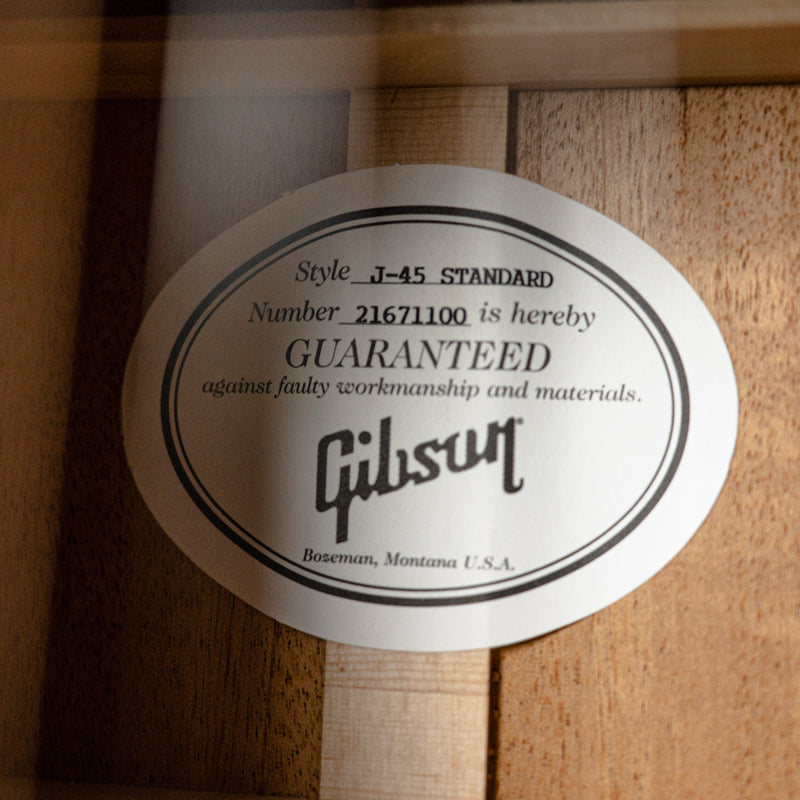 Style J-45 STANDARD
Number 21671100 is hereby
GUARANTEED
against faulty workmanship and materials.
Gibson
Bozeman, Montana U.S.A.